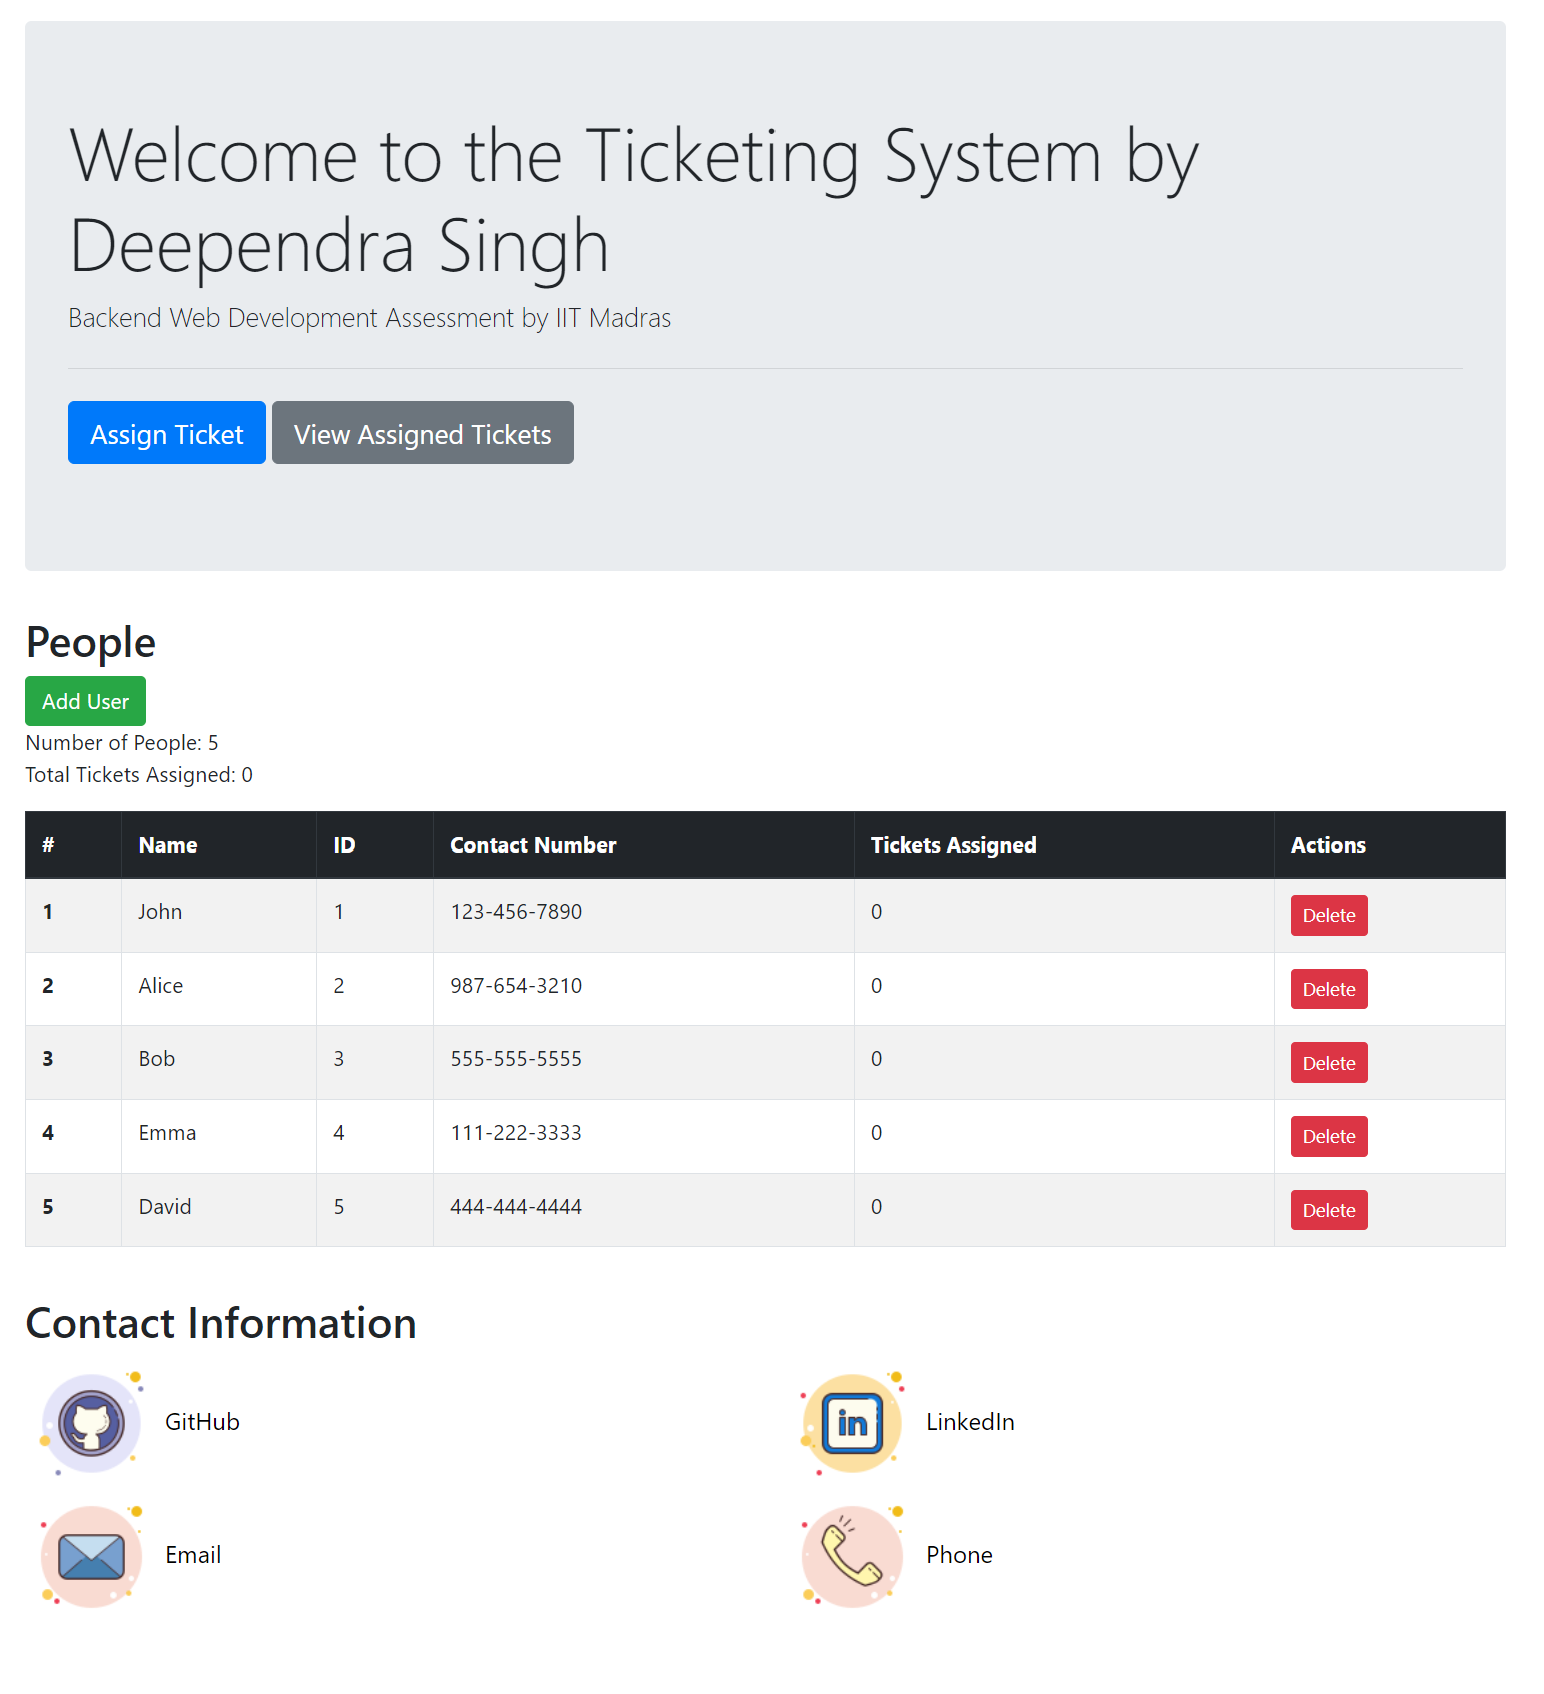 Welcome to the Ticketing System by
Deependra Singh
Backend Web Development Assessment by IIT Madras
Assign Ticket View Assigned Tickets
People
Add User
Number of People: 5
Total Tickets Assigned: 0
# Name ID Contact Number Tickets Assigned Actions
1 John 1 123-456-7890 0 Delete
2 Alice 2 987-654-3210 0 Delete
3 Bob 3 555-555-5555 0 Delete
4 Emma 4 111-222-3333 0 Delete
5 David 5 444-444-4444 0 Delete
Contact Information
GitHub in LinkedIn
Email Phone